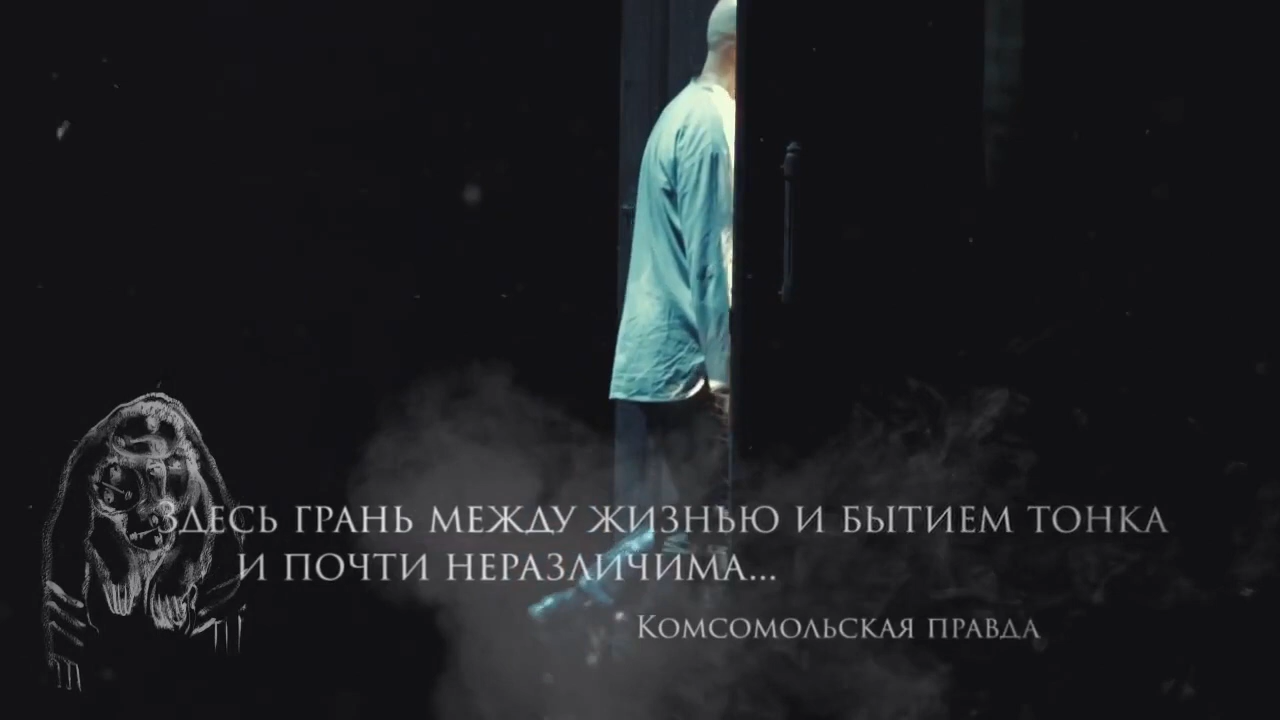 Здесь грань между жизнью и бытием тонка
и почти неразличима...
Комсомольская правда